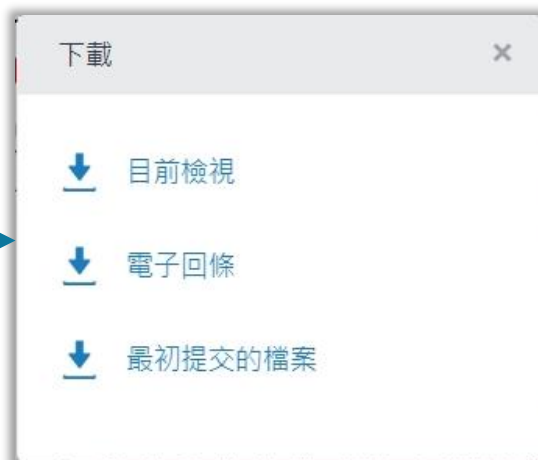 下載
目前檢視
電子回條
最初提交的檔案